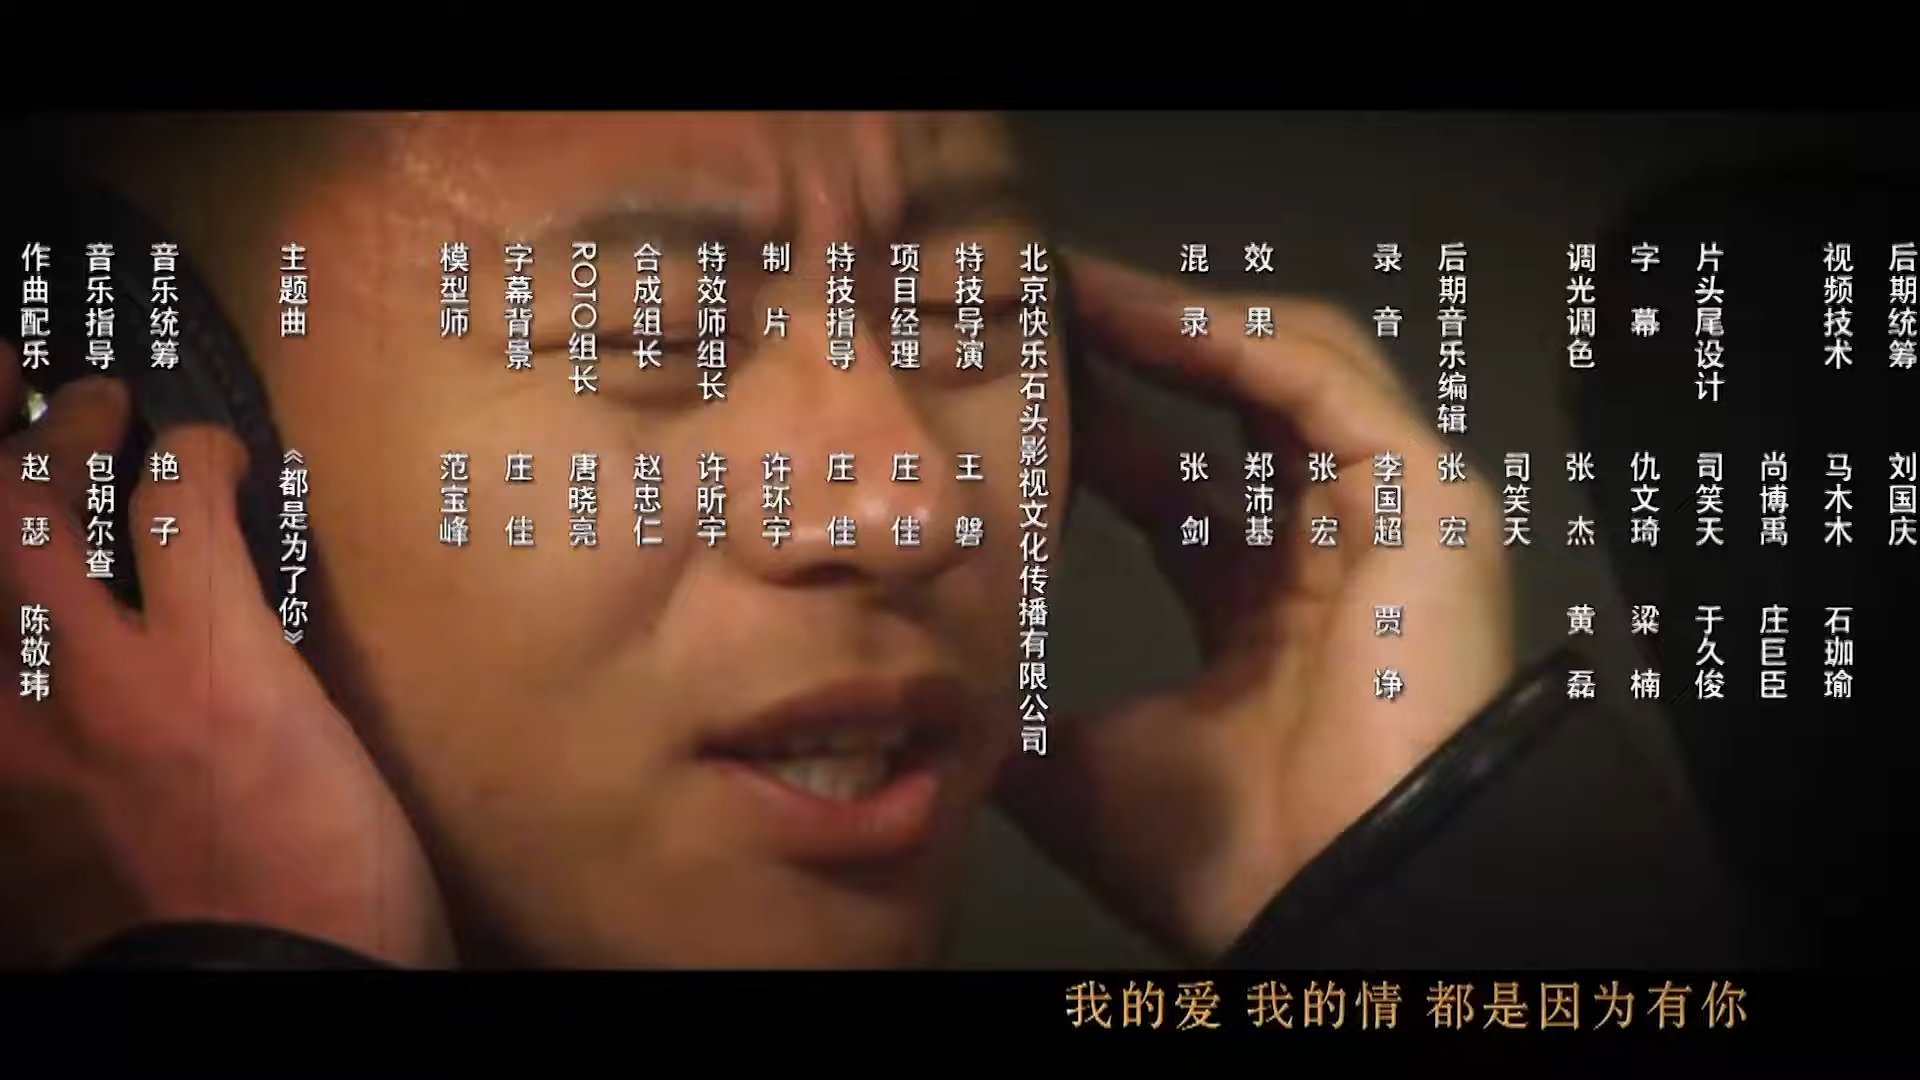 后期统筹 刘国庆
视频技术 马木木 石珈瑜
尚博禹 庄巨臣
片头尾设计 司笑天 于久俊
字幕 仇文琦 梁楠
调光调色 张杰 黄磊
司笑天
后期音乐编辑 张宏
录音 李国超 贾诤
张宏
效果 郑沛基
混录 张剑
北京快乐石头影视文化传播有限公司
特技导演 王磐
项目经理 庄佳
特技指导 庄佳
制片 许环宇
特效师组长 许昕宇
合成组长 赵忠仁
ROTO组长 唐晓亮
字幕背景 庄佳
模型师 范宝峰
主题曲 《都是为了你》
音乐统筹 艳子
音乐指导 包胡尔查
作曲配乐 赵瑟 陈敬玮
我的爱 我的情 都是因为有你